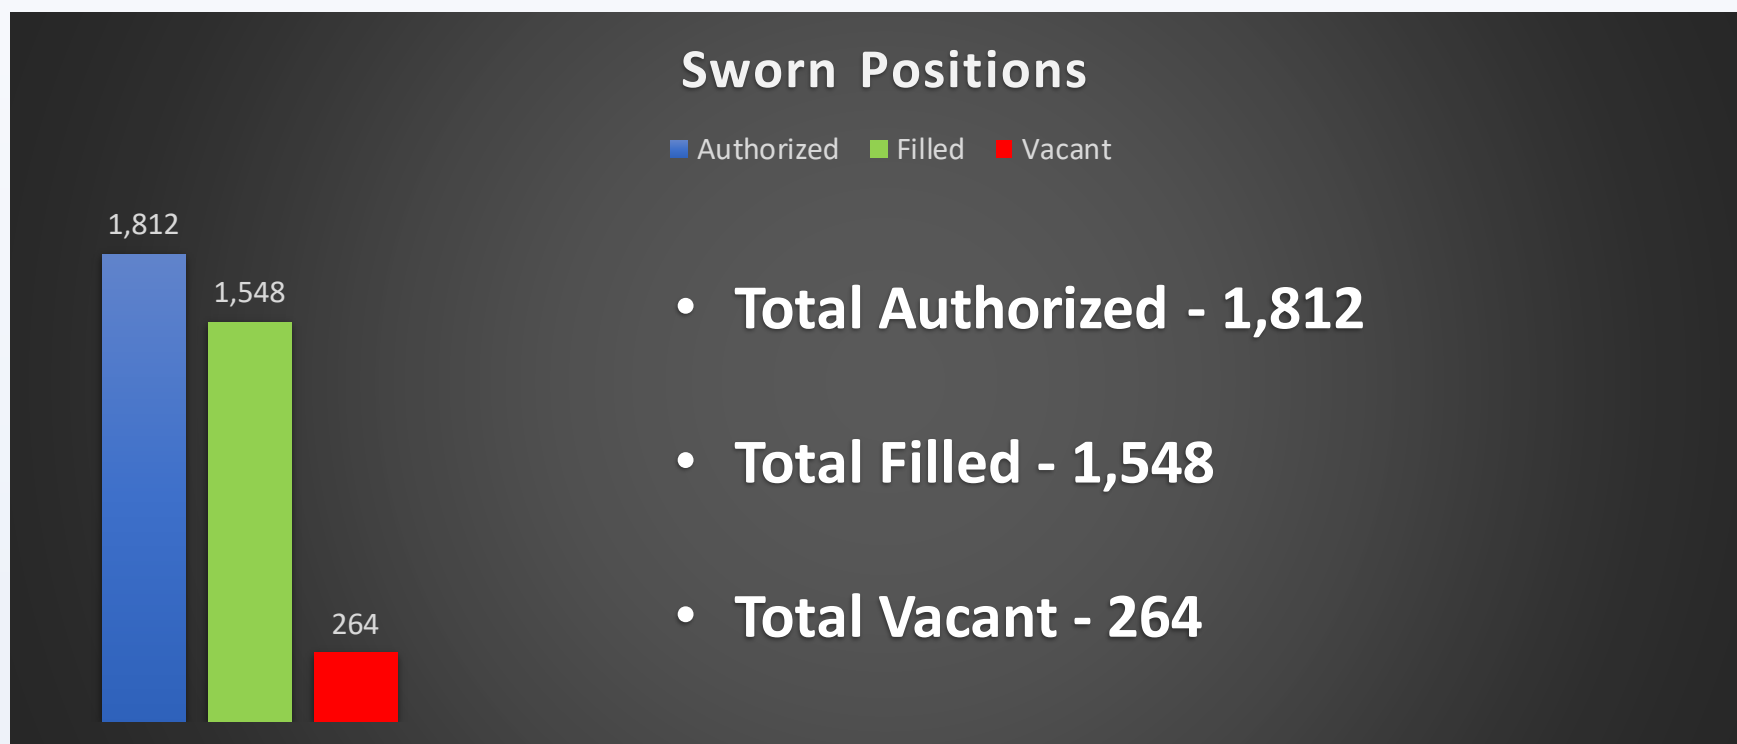 Sworn Positions
Authorized Filled Vacant
1,812
1,548
264
• Total Authorized - 1,812
• Total Filled - 1,548
• Total Vacant - 264